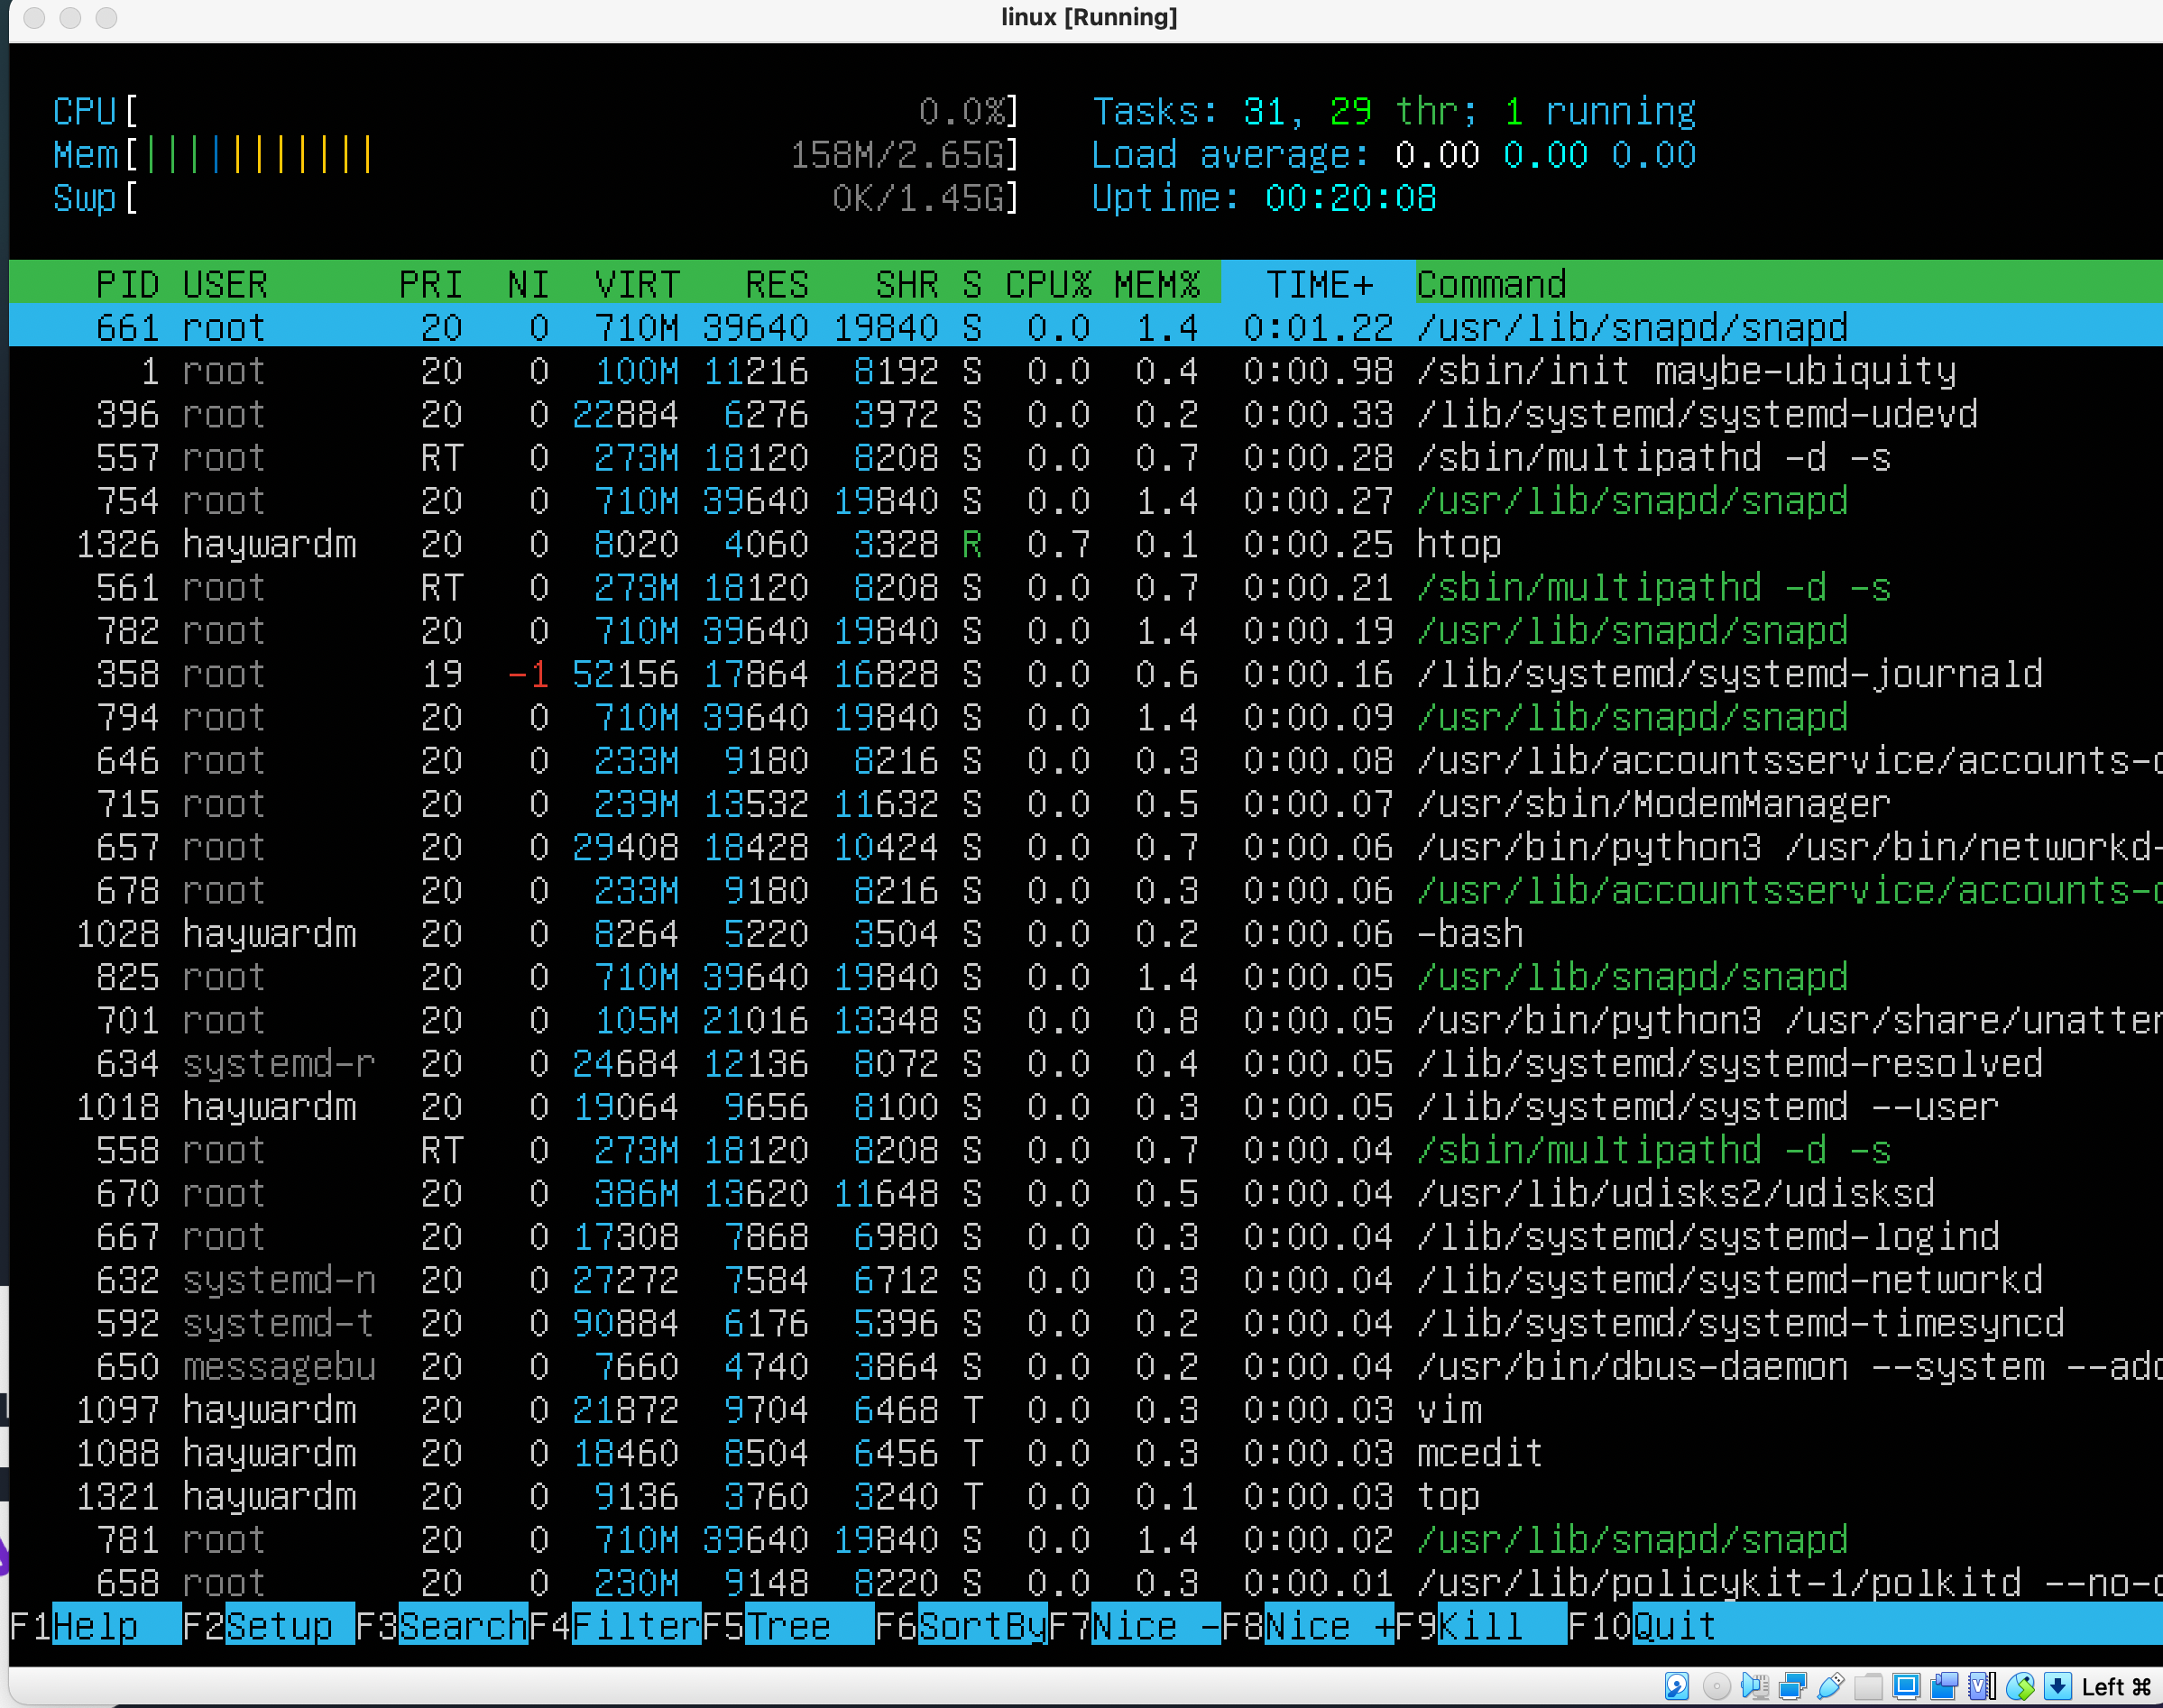 linux [Running]
CPU[ 0.0%] Tasks: 31, 29 thr; 1 running
Mem[||||||||||| 158M/2.65G] Load average: 0.00 0.00 0.00
Swp[ 0K/1.45G] Uptime: 00:20:08
PID USER PRI NI VIRT RES SHR S CPU% MEM% TIME+ Command
661 root 20 0 710M 39640 19840 S 0.0 1.4 0:01.22 /usr/lib/snapd/snapd
1 root 20 0 100M 11216 8192 S 0.0 0.4 0:00.98 /sbin/init maybe-ubiquity
396 root 20 0 22884 6276 3972 S 0.0 0.2 0:00.33 /lib/systemd/systemd-udevd
557 root RT 0 273M 18120 8208 S 0.0 0.7 0:00.28 /sbin/multipathd -d -s
754 root 20 0 710M 39640 19840 S 0.0 1.4 0:00.27 /usr/lib/snapd/snapd
1326 haywardm 20 0 8020 4060 3328 R 0.7 0.1 0:00.25 htop
561 root RT 0 273M 18120 8208 S 0.0 0.7 0:00.21 /sbin/multipathd -d -s
782 root 20 0 710M 39640 19840 S 0.0 1.4 0:00.19 /usr/lib/snapd/snapd
358 root 19 -1 52156 17864 16828 S 0.0 0.6 0:00.16 /lib/systemd/systemd-journald
794 root 20 0 710M 39640 19840 S 0.0 1.4 0:00.09 /usr/lib/snapd/snapd
646 root 20 0 233M 9180 8216 S 0.0 0.3 0:00.08 /usr/lib/accountsservice/accounts-
715 root 20 0 239M 13532 11632 S 0.0 0.5 0:00.07 /usr/sbin/ModemManager
657 root 20 0 29408 18428 10424 S 0.0 0.7 0:00.06 /usr/bin/python3 /usr/bin/networkd-
678 root 20 0 233M 9180 8216 S 0.0 0.3 0:00.06 /usr/lib/accountsservice/accounts-
1028 haywardm 20 0 8264 5220 3504 S 0.0 0.2 0:00.06 -bash
825 root 20 0 710M 39640 19840 S 0.0 1.4 0:00.05 /usr/lib/snapd/snapd
701 root 20 0 105M 21016 13348 S 0.0 0.8 0:00.05 /usr/bin/python3 /usr/share/unatte
634 systemd-r 20 0 24684 12136 8072 S 0.0 0.4 0:00.05 /lib/systemd/systemd-resolved
1018 haywardm 20 0 19064 9656 8100 S 0.0 0.3 0:00.05 /lib/systemd/systemd --user
558 root RT 0 273M 18120 8208 S 0.0 0.7 0:00.04 /sbin/multipathd -d -s
670 root 20 0 386M 13620 11648 S 0.0 0.5 0:00.04 /usr/lib/udisks2/udisksd
667 root 20 0 17308 7868 6980 S 0.0 0.3 0:00.04 /lib/systemd/systemd-logind
632 systemd-n 20 0 27272 7584 6712 S 0.0 0.3 0:00.04 /lib/systemd/systemd-networkd
592 systemd-t 20 0 90884 6176 5396 S 0.0 0.2 0:00.04 /lib/systemd/systemd-timesyncd
650 messagebu 20 0 7660 4740 3864 S 0.0 0.2 0:00.04 /usr/bin/dbus-daemon --system --ad
1097 haywardm 20 0 21872 9704 6468 T 0.0 0.3 0:00.03 vim
1088 haywardm 20 0 18460 8504 6456 T 0.0 0.3 0:00.03 mcedit
1321 haywardm 20 0 9136 3760 3240 T 0.0 0.1 0:00.03 top
781 root 20 0 710M 39640 19840 S 0.0 1.4 0:00.02 /usr/lib/snapd/snapd
658 root 20 0 230M 9148 8220 S 0.0 0.3 0:00.01 /usr/lib/policykit-1/polkitd --no-
F1Help F2Setup F3SearchF4FilterF5Tree F6SortByF7Nice -F8Nice +F9Kill F10Quit
Left ⌘